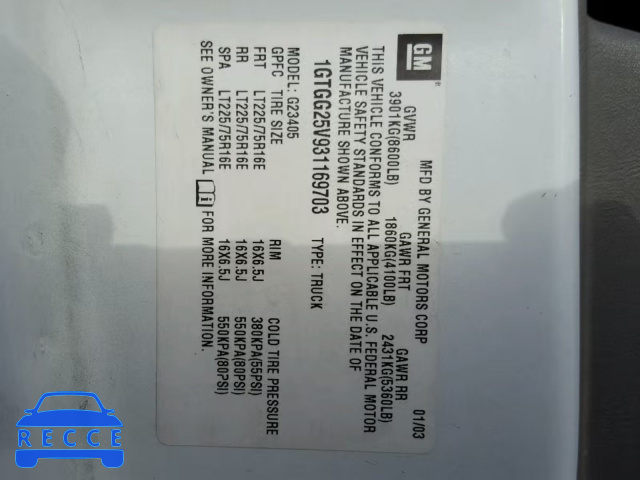 GM
MFD BY GENERAL MOTORS CORP 01/03
GVWR GAWR FRT GAWR RR
3901KG(8600LB) 1860KG(4100LB) 2431KG(5360LB)
THIS VEHICLE CONFORMS TO ALL APPLICABLE U.S. FEDERAL MOTOR
VEHICLE SAFETY STANDARDS IN EFFECT ON THE DATE OF
MANUFACTURE SHOWN ABOVE.
1GTGG25V931169703 TYPE: TRUCK
MODEL: G23405
GPFC TIRE SIZE RIM COLD TIRE PRESSURE
FRT LT225/75R16E 16X6.5J 380KPA(55PSI)
RR LT225/75R16E 16X6.5J 550KPA(80PSI)
SPA LT225/75R16E 16X6.5J 550KPA(80PSI)
SEE OWNER'S MANUAL FOR MORE INFORMATION.
RECCE